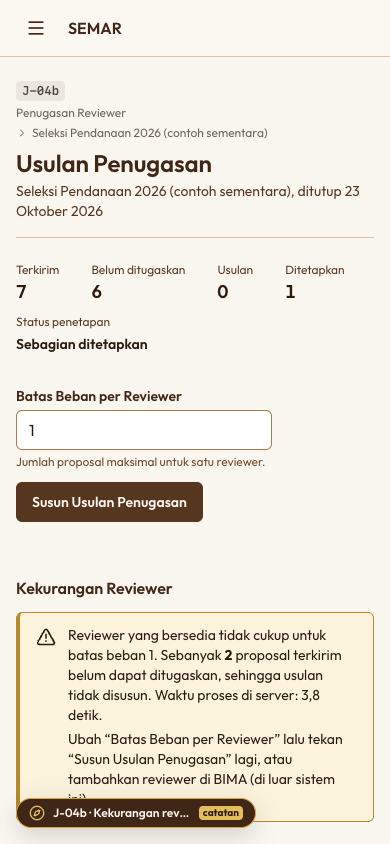 SEMAR
J-04b
Penugasan Reviewer
Seleksi Pendanaan 2026 (contoh sementara)
Usulan Penugasan
Seleksi Pendanaan 2026 (contoh sementara), ditutup 23
Oktober 2026
Terkirim Belum ditugaskan Usulan Ditetapkan
7 6 0 1
Status penetapan
Sebagian ditetapkan
Batas Beban per Reviewer
1
Jumlah proposal maksimal untuk satu reviewer.
Susun Usulan Penugasan
Kekurangan Reviewer
Reviewer yang bersedia tidak cukup untuk
batas beban 1. Sebanyak 2 proposal terkirim
belum dapat ditugaskan, sehingga usulan
tidak disusun. Waktu proses di server: 3,8
detik.
Ubah “Batas Beban per Reviewer” lalu tekan
“Susun Usulan Penugasan” lagi, atau
tambahkan reviewer di BIMA (di luar sistem
J-04b · Kekurangan rev... catatan